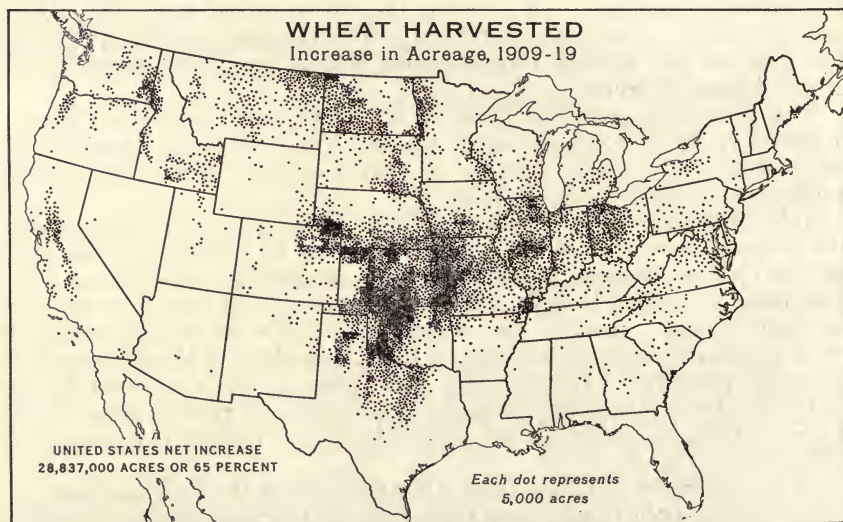 WHEAT HARVESTED
Increase in Acreage, 1909-19
UNITED STATES NET INCREASE
28,837,000 ACRES OR 65 PERCENT
Each dot represents
5,000 acres